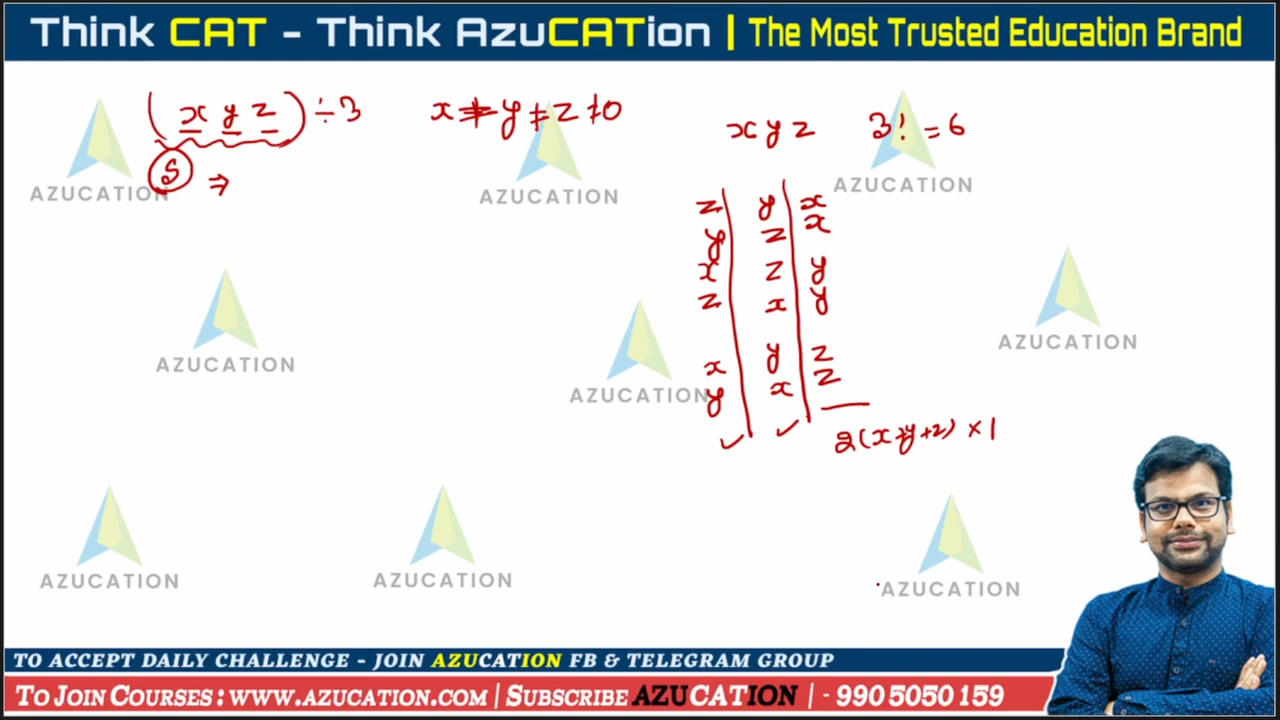 Think CAT - Think AzuCATion | The Most Trusted Education Brand
(x y z) ÷ 3 x ≠ y ≠ z ≠ 0
S ⇒
x y z 3! = 6
z y x
y z x
x z y
z x y
x y z
y x z
2(x+y+z) × 1
AZUCATION
AZUCATION
AZUCATION
AZUCATION
AZUCATION
AZUCATION
AZUCATION
AZUCATION
AZUCATION
TO ACCEPT DAILY CHALLENGE - JOIN AZUCATION FB & TELEGRAM GROUP
TO JOIN COURSES : WWW.AZUCATION.COM | SUBSCRIBE AZUCATION | - 990 5050 159